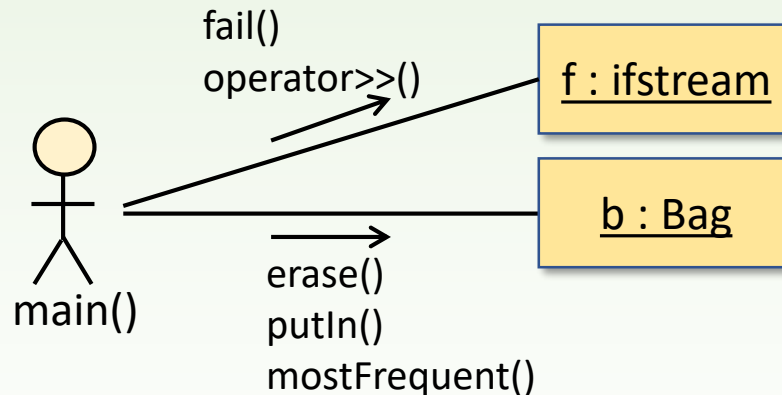 fail()
operator>>()
f : ifstream
b : Bag
main()
erase()
putIn()
mostFrequent()